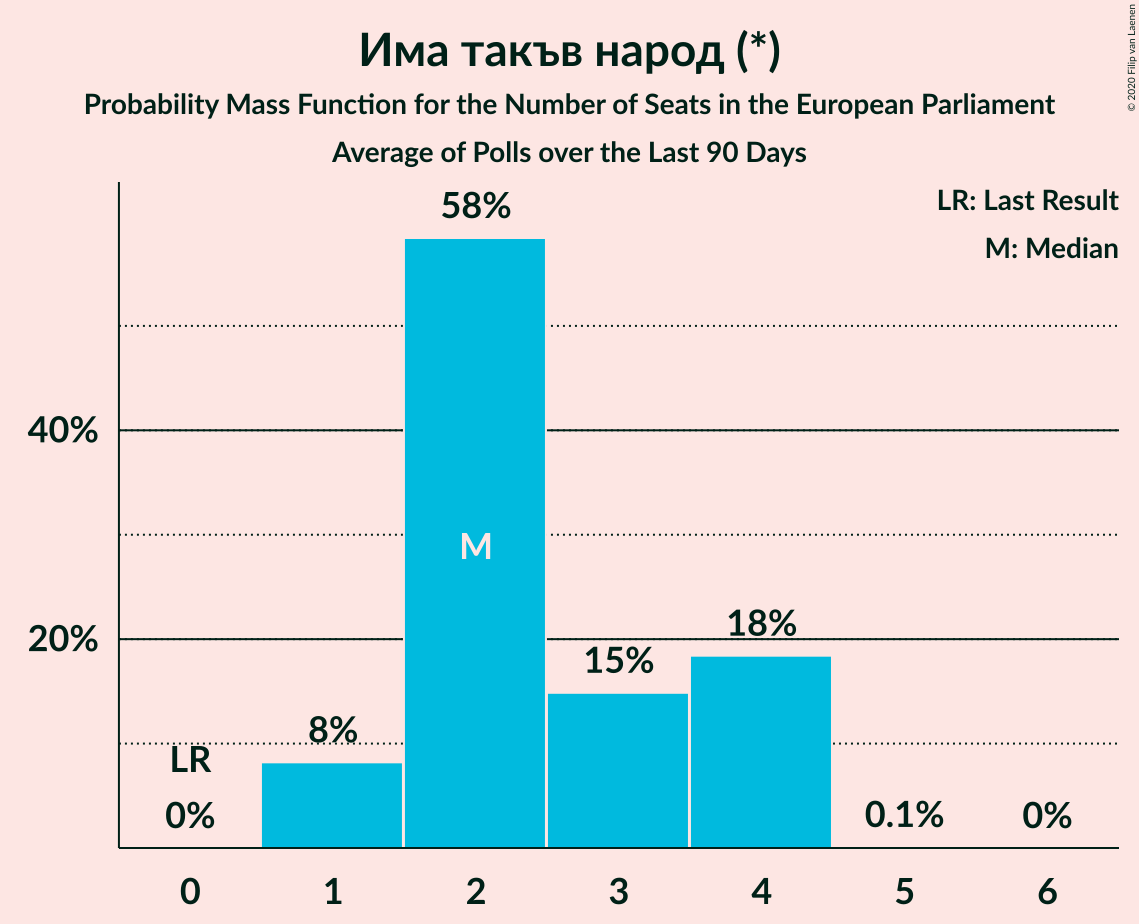 Има такъв народ (*)
Probability Mass Function for the Number of Seats in the European Parliament
Average of Polls over the Last 90 Days
© 2020 Filip van Laenen
LR: Last Result
M: Median
58%
40%
M
20%
18%
15%
8%
LR
0%
0.1%
0%
0 1 2 3 4 5 6